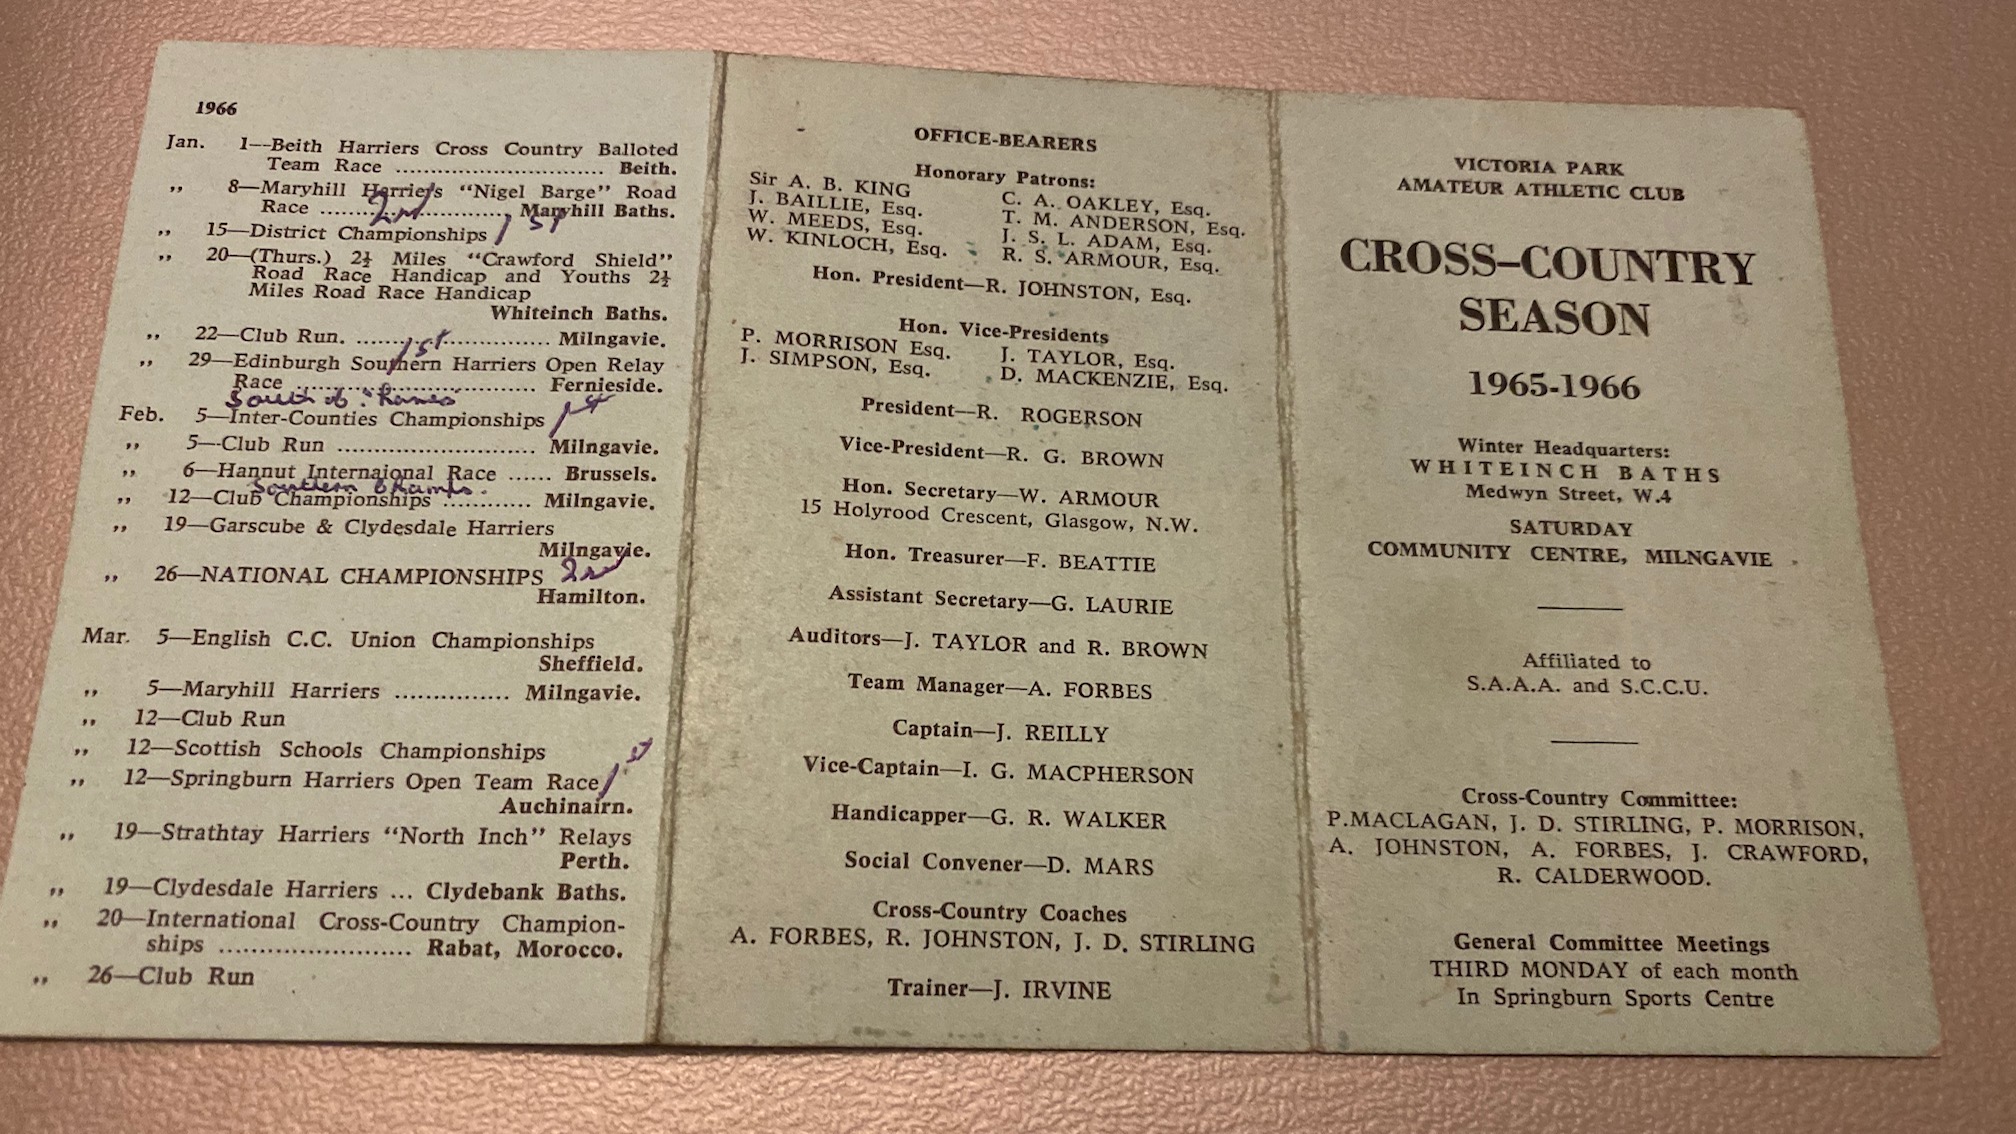 1966
Jan. 1—Beith Harriers Cross Country Balloted
Team Race .............................. Beith.
,, 8—Maryhill Harriers "Nigel Barge" Road
Race ........2nd............ Maryhill Baths.
,, 15—District Championships 1st
,, 20—(Thurs.) 2½ Miles "Crawford Shield"
Road Race Handicap and Youths 2½
Miles Road Race Handicap
Whiteinch Baths.
,, 22—Club Run. ............................ Milngavie.
1st
,, 29—Edinburgh Southern Harriers Open Relay
Race ................................... Fernieside.
South of Thames
Feb. 5—Inter-Counties Championships 1st
,, 5—Club Run ............................ Milngavie.
,, 6—Hannut Internaional Race ...... Brussels.
Southern Champs.
,, 12—Club Championships ............ Milngavie.
,, 19—Garscube & Clydesdale Harriers
Milngavie.
,, 26—NATIONAL CHAMPIONSHIPS 2nd
Hamilton.
Mar. 5—English C.C. Union Championships
Sheffield.
,, 5—Maryhill Harriers ............... Milngavie.
,, 12—Club Run
,, 12—Scottish Schools Championships
,, 12—Springburn Harriers Open Team Race 1st
Auchinairn.
,, 19—Strathtay Harriers "North Inch" Relays
Perth.
,, 19—Clydesdale Harriers ... Clydebank Baths.
,, 20—International Cross-Country Champion-
ships ......................... Rabat, Morocco.
,, 26—Club Run
OFFICE-BEARERS
Honorary Patrons:
Sir A. B. KING C. A. OAKLEY, Esq.
J. BAILLIE, Esq. T. M. ANDERSON, Esq.
W. MEEDS, Esq. J. S. L. ADAM, Esq.
W. KINLOCH, Esq. R. S. ARMOUR, Esq.
Hon. President—R. JOHNSTON, Esq.
Hon. Vice-Presidents
P. MORRISON Esq. J. TAYLOR, Esq.
J. SIMPSON, Esq. D. MACKENZIE, Esq.
President—R. ROGERSON
Vice-President—R. G. BROWN
Hon. Secretary—W. ARMOUR
15 Holyrood Crescent, Glasgow, N.W.
Hon. Treasurer—F. BEATTIE
Assistant Secretary—G. LAURIE
Auditors—J. TAYLOR and R. BROWN
Team Manager—A. FORBES
Captain—J. REILLY
Vice-Captain—I. G. MACPHERSON
Handicapper—G. R. WALKER
Social Convener—D. MARS
Cross-Country Coaches
A. FORBES, R. JOHNSTON, J. D. STIRLING
Trainer—J. IRVINE
VICTORIA PARK
AMATEUR ATHLETIC CLUB
CROSS-COUNTRY
SEASON
1965-1966
Winter Headquarters:
WHITEINCH BATHS
Medwyn Street, W.4
SATURDAY
COMMUNITY CENTRE, MILNGAVIE
Affiliated to
S.A.A.A. and S.C.C.U.
Cross-Country Committee:
P.MACLAGAN, J. D. STIRLING, P. MORRISON,
A. JOHNSTON, A. FORBES, J. CRAWFORD,
R. CALDERWOOD.
General Committee Meetings
THIRD MONDAY of each month
In Springburn Sports Centre